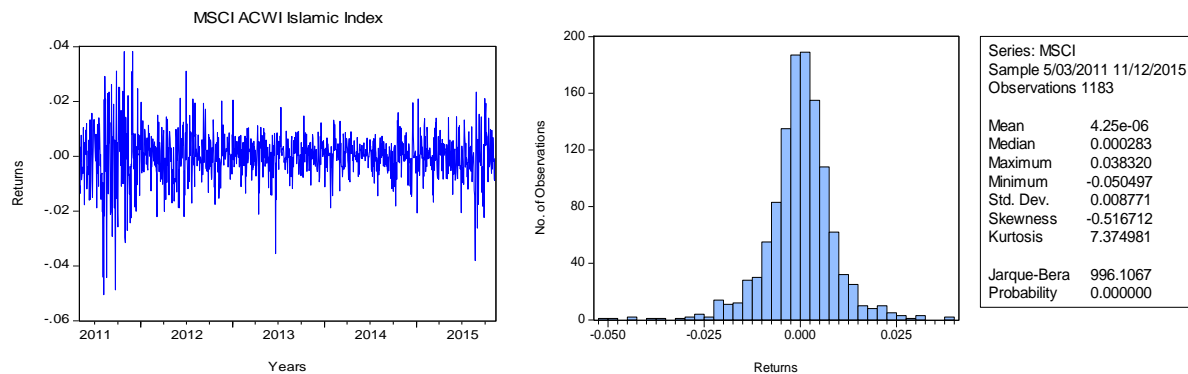 MSCI ACWI Islamic Index
Returns
.04
.02
.00
-.02
-.04
-.06
2011 2012 2013 2014 2015
Years
No. of Observations
200
160
120
80
40
0
-0.050 -0.025 0.000 0.025
Returns
Series: MSCI
Sample 5/03/2011 11/12/2015
Observations 1183
Mean 4.25e-06
Median 0.000283
Maximum 0.038320
Minimum -0.050497
Std. Dev. 0.008771
Skewness -0.516712
Kurtosis 7.374981
Jarque-Bera 996.1067
Probability 0.000000